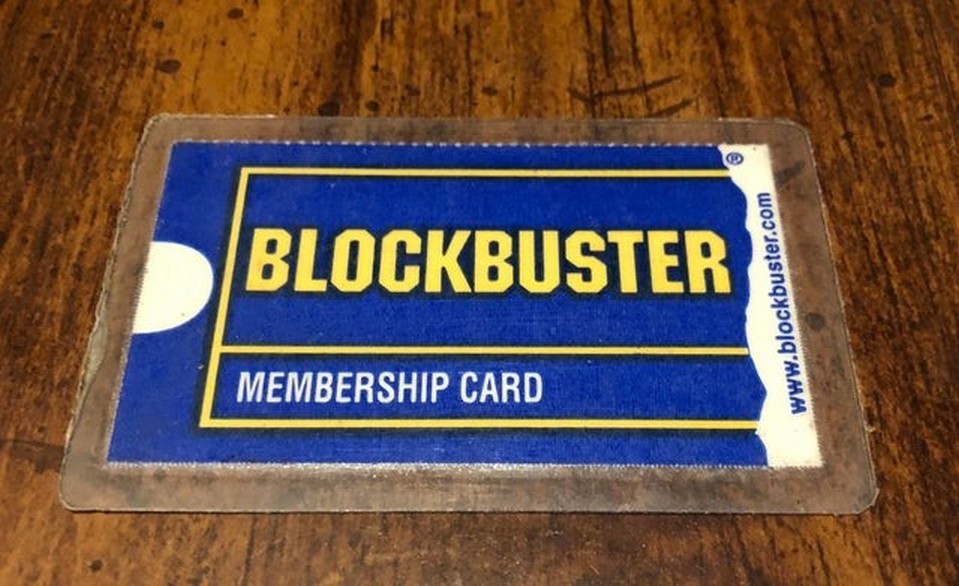 ®
BLOCKBUSTER
MEMBERSHIP CARD
www.blockbuster.com